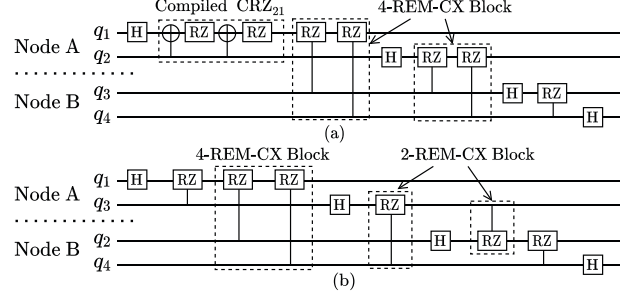 Compiled CRZ21 4-REM-CX Block
Node A q1 H RZ RZ RZ RZ
q2 H RZ RZ
Node B q3 H RZ
q4 H
(a)
4-REM-CX Block 2-REM-CX Block
Node A q1 H RZ RZ RZ
q3 H RZ
Node B q2 H RZ RZ
q4 H
(b)